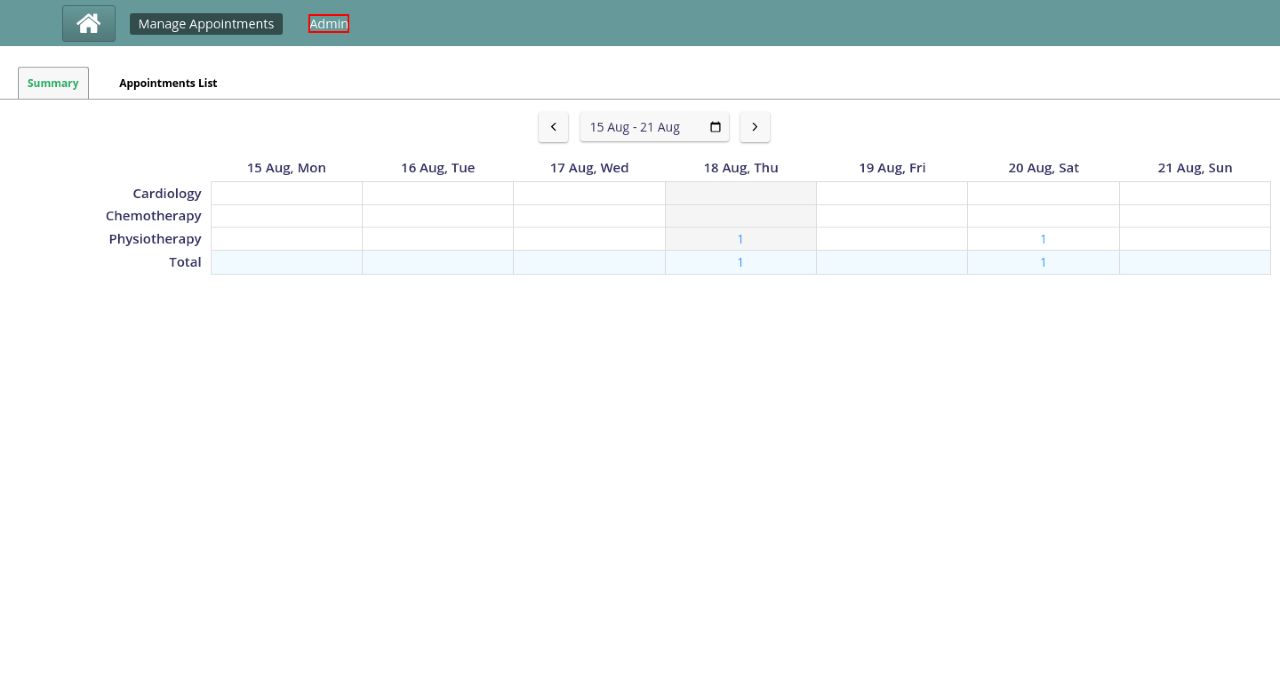 Manage Appointments Admin
Summary Appointments List
15 Aug - 21 Aug
15 Aug, Mon 16 Aug, Tue 17 Aug, Wed 18 Aug, Thu 19 Aug, Fri 20 Aug, Sat 21 Aug, Sun
Cardiology
Chemotherapy
Physiotherapy 1 1
Total 1 1